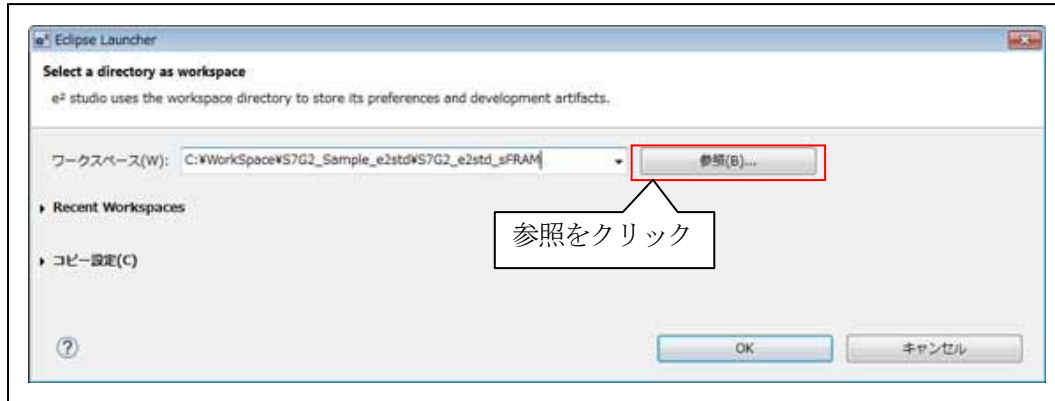 e² Eclipse Launcher
Select a directory as workspace
e² studio uses the workspace directory to store its preferences and development artifacts.
ワークスペース(W): C:¥WorkSpace¥S7G2_Sample_e2std¥S7G2_e2std_sFRAM 参照(B)...
Recent Workspaces
参照をクリック
コピー設定(C)
?
OK キャンセル